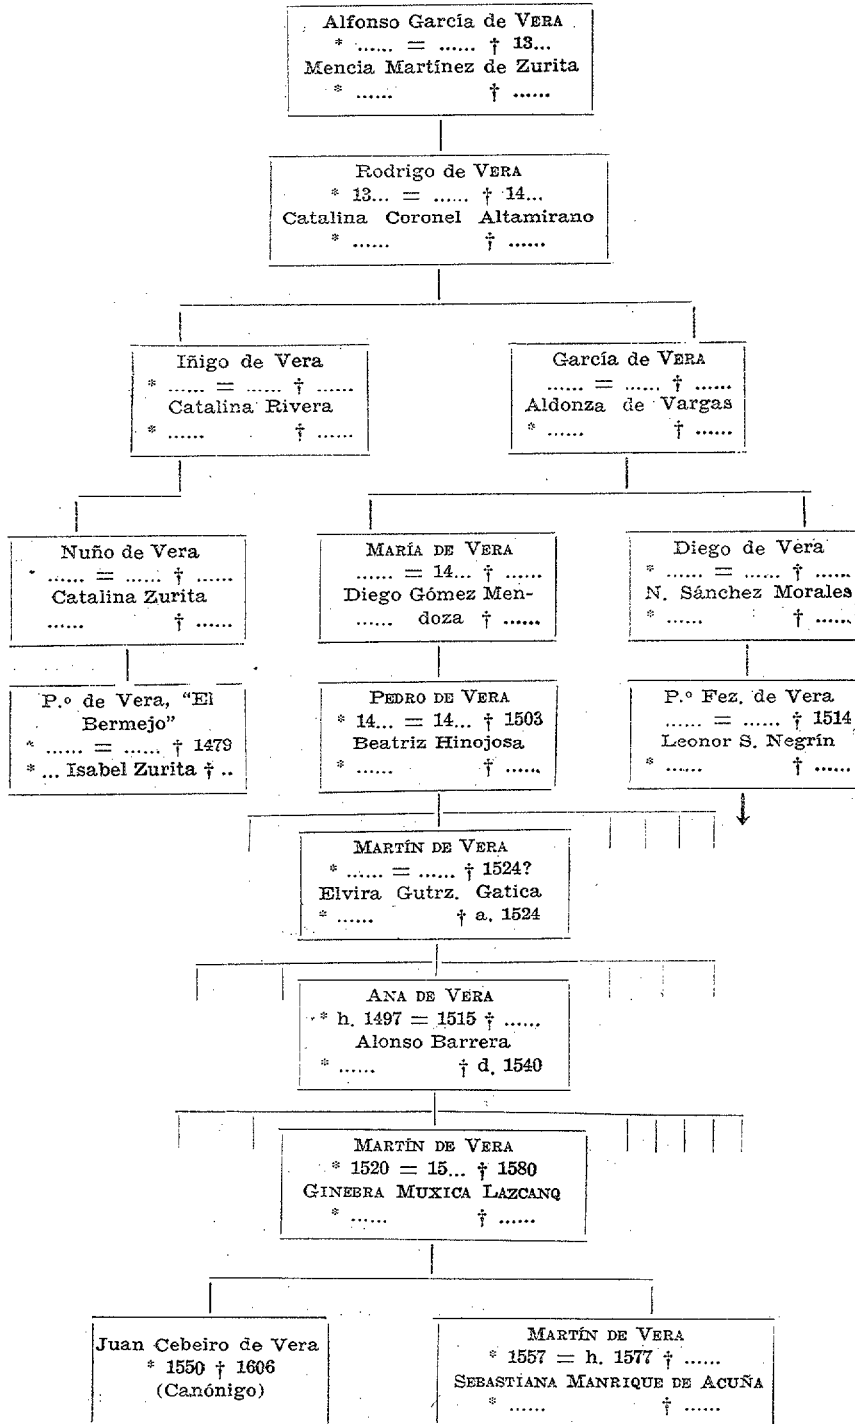 Alfonso García de VERA
* ...... = ...... † 13...
Mencia Martínez de Zurita
* ...... † ......
Rodrigo de VERA
* 13... = ...... † 14...
Catalina Coronel Altamirano
* ...... † ......
Iñigo de Vera
* ...... = ...... † ......
Catalina Rivera
* ...... † ......
García de VERA
...... = ...... † ......
Aldonza de Vargas
* ...... † ......
Nuño de Vera
* ...... = ...... † ......
Catalina Zurita
...... † ......
MARÍA DE VERA
...... = 14... † ......
Diego Gómez Men-
...... doza † ......
Diego de Vera
* ...... = ...... † ......
N. Sánchez Morales
* ...... † ......
P.º de Vera, "El
Bermejo"
* ...... = ...... † 1479
* ... Isabel Zurita † ..
PEDRO DE VERA
* 14... = 14... † 1503
Beatriz Hinojosa
* ...... † ......
P.º Fez. de Vera
...... = ...... † 1514
Leonor S. Negrín
* ...... † ......
MARTÍN DE VERA
* ...... = ...... † 1524?
Elvira Gutrz. Gatica
* ...... † a. 1524
ANA DE VERA
* h. 1497 = 1515 † ......
Alonso Barrera
* ...... † d. 1540
MARTÍN DE VERA
* 1520 = 15... † 1580
GINEBRA MUXICA LAZCANO
* ...... † ......
Juan Cebeiro de Vera
* 1550 † 1606
(Canónigo)
MARTÍN DE VERA
* 1557 = h. 1577 † ......
SEBASTIANA MANRIQUE DE ACUÑA
* ...... † ......